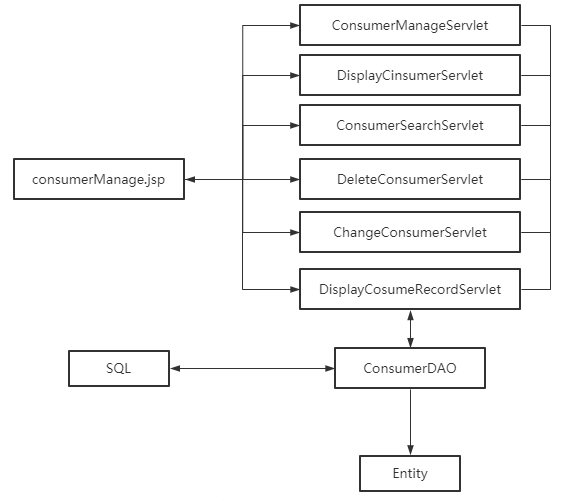 ConsumerManageServlet
DisplayCinsumerServlet
ConsumerSearchServlet
consumerManage.jsp
DeleteConsumerServlet
ChangeConsumerServlet
DisplayCosumeRecordServlet
SQL
ConsumerDAO
Entity